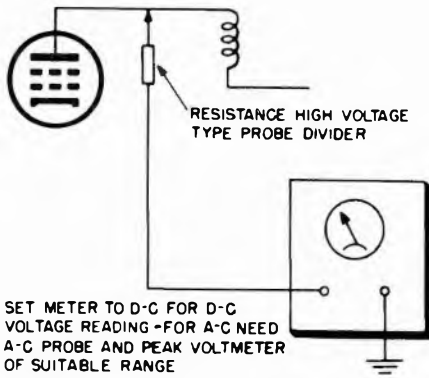 RESISTANCE HIGH VOLTAGE
TYPE PROBE DIVIDER
SET METER TO D-C FOR D-C
VOLTAGE READING -FOR A-C NEED
A-C PROBE AND PEAK VOLTMETER
OF SUITABLE RANGE